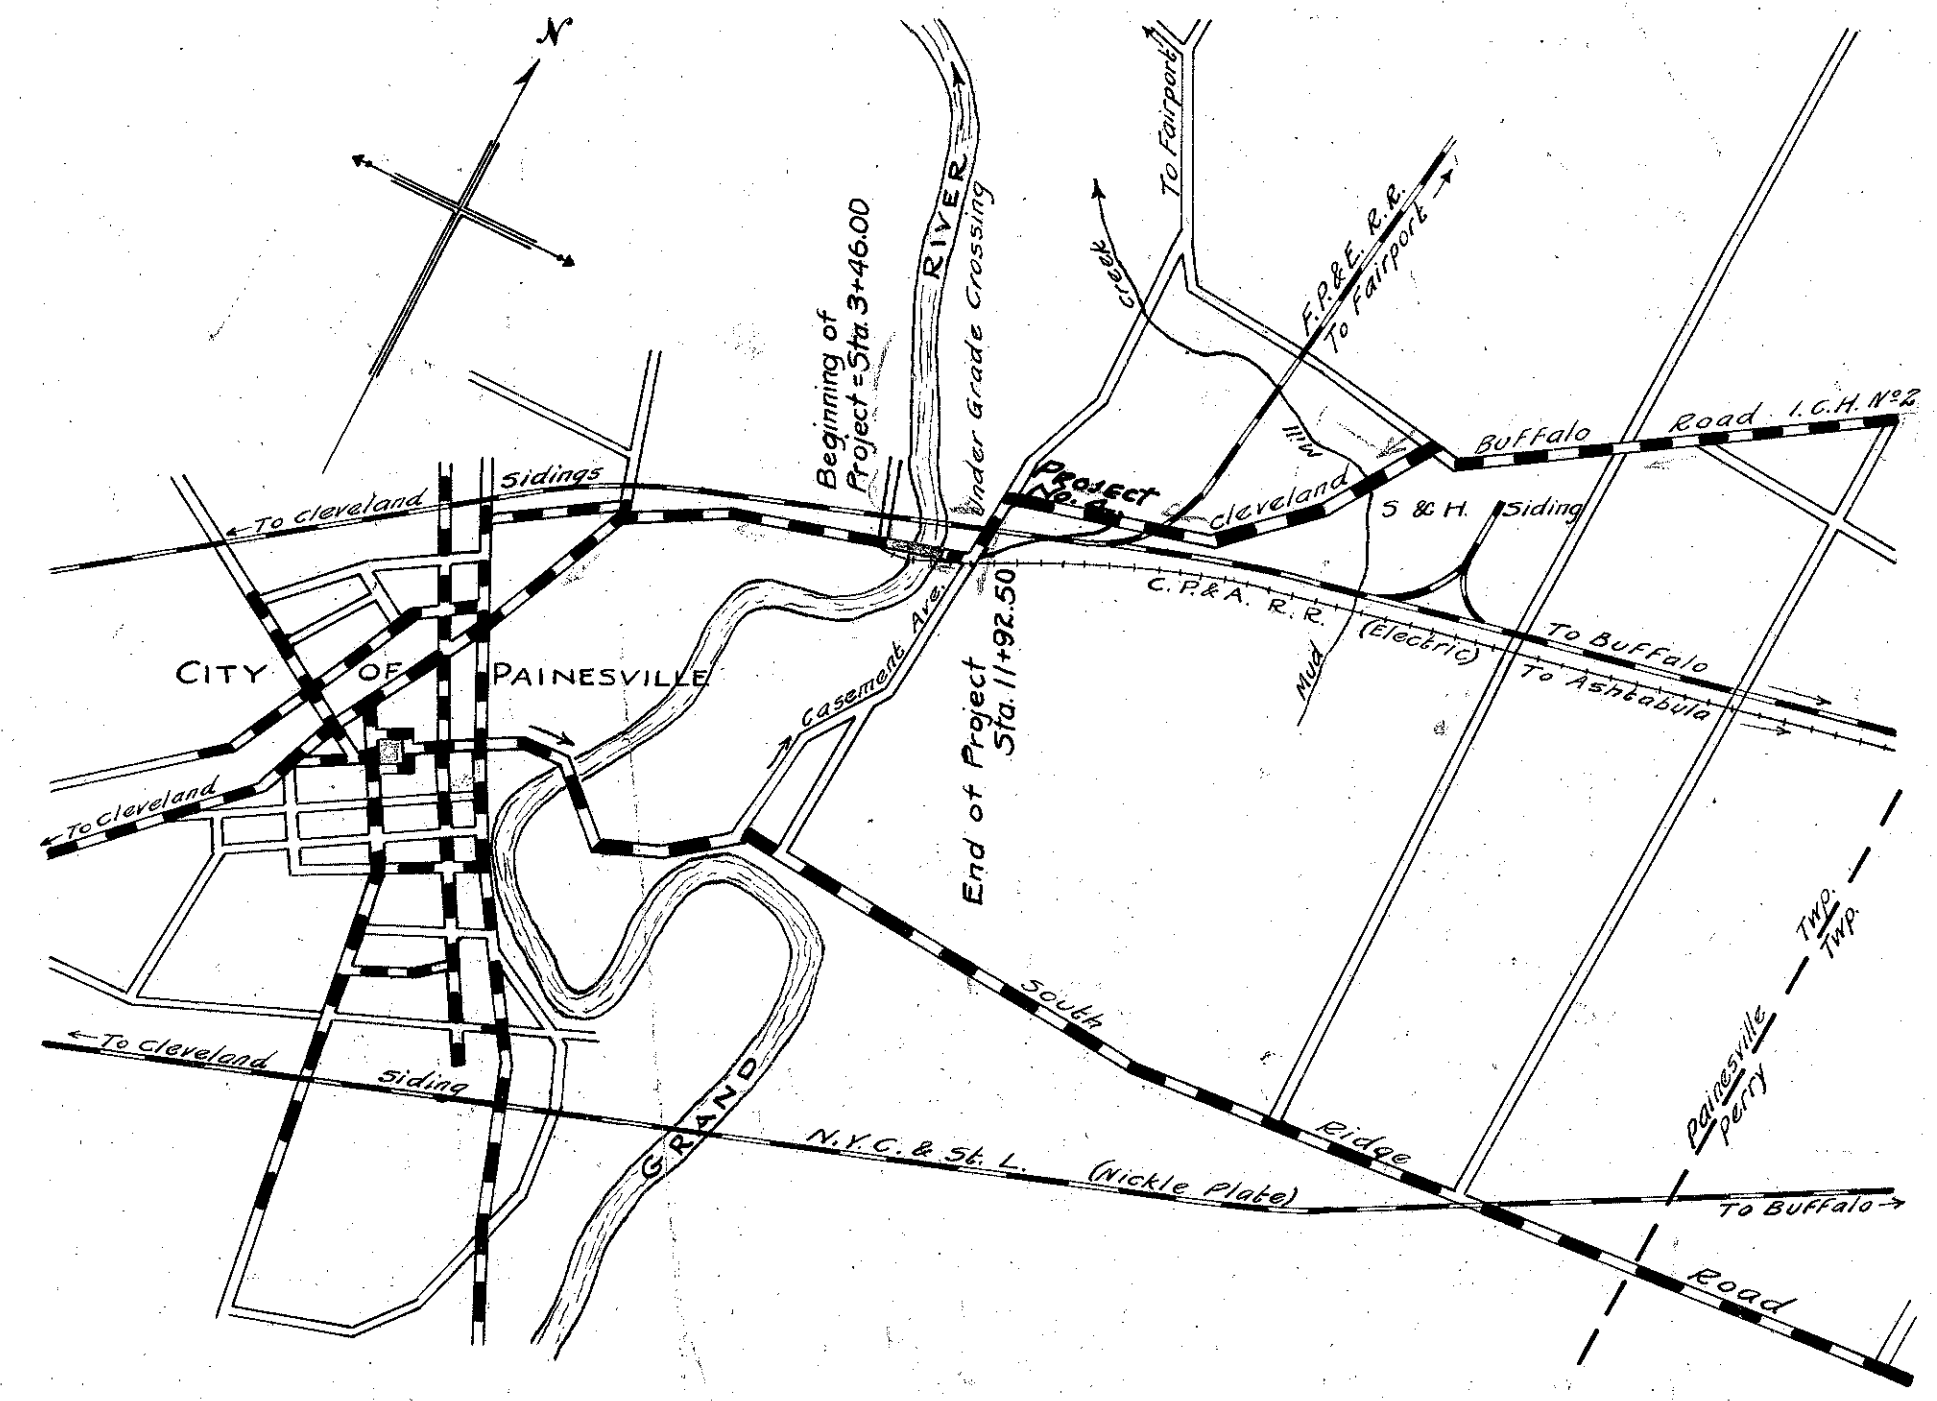 N
To Fairport
RIVER
Under Grade Crossing
Creek
F.P.&E. R.R.
To Fairport
Beginning of
Project = Sta. 3+46.00
Buffalo Road I.C.H. Nº 2
Mill
Sidings
← To Cleveland
PROJECT
No.
Cleveland
S & H. Siding
C.P.&A. R.R. (Electric)
To Buffalo
To Ashtabula
Mud
CITY OF PAINESVILLE
Casement Ave.
End of Project
Sta. 11+92.50
← To Cleveland
Twp.
Twp.
Painesville
Perry
South Ridge Road
← To Cleveland
Siding
GRAND
N.Y.C. & St. L. (Nickle Plate)
To Buffalo →